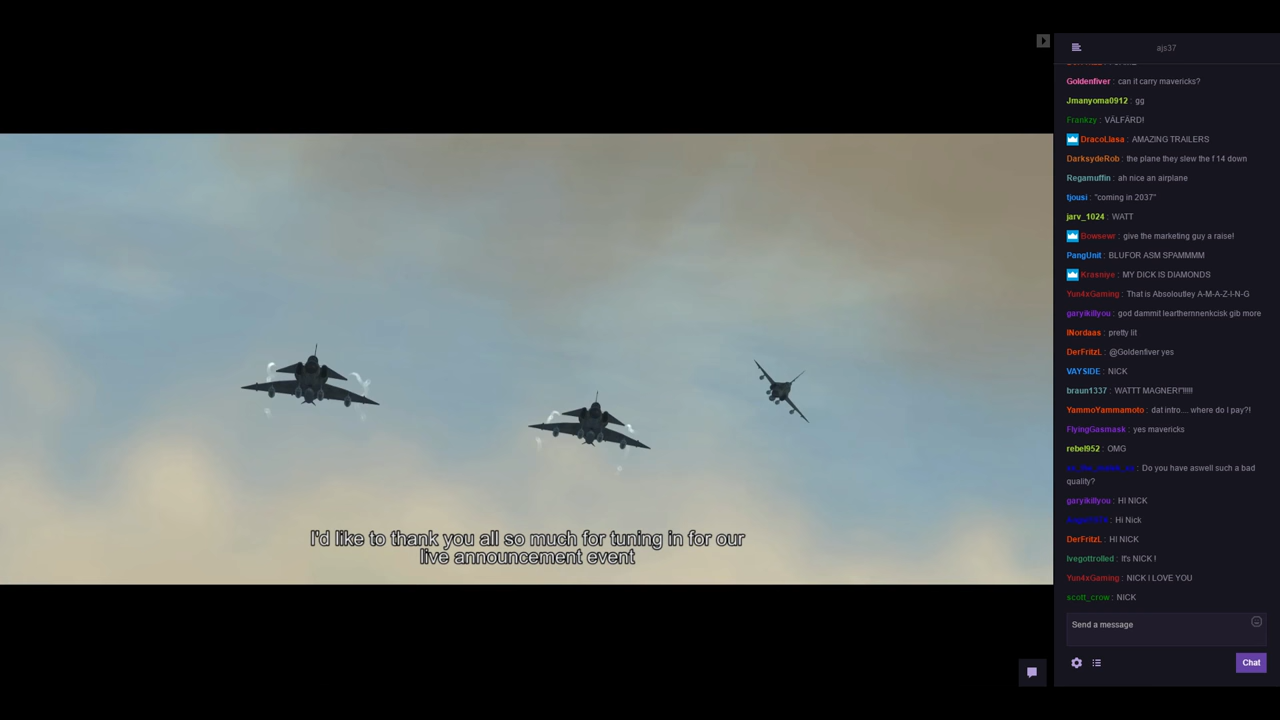 ajs37
Goldenfiver : can it carry mavericks?
Jmanyoma0912 : gg
Frankzy : VÄLFÄRD!
DracoLlasa : AMAZING TRAILERS
DarksydeRob : the plane they slew the f 14 down
Regamuffin : ah nice an airplane
tjousi : "coming in 2037"
jarv_1024 : WATT
Bowsewr : give the marketing guy a raise!
PangUnit : BLUFOR ASM SPAMMMM
Krasniye : MY DICK IS DIAMONDS
Yun4xGaming : That is Absoloutley A-M-A-Z-I-N-G
garyikillyou : god dammit learthernnenkcisk gib more
INordaas : pretty lit
DerFritzL : @Goldenfiver yes
VAYSIDE : NICK
braun1337 : WATTT MAGNER!"!!!!!
YammoYammamoto : dat intro.... where do I pay?!
FlyingGasmask : yes mavericks
rebel952 : OMG
: Do you have aswell such a bad
quality?
garyikillyou : HI NICK
: Hi Nick
DerFritzL : HI NICK
Ivegottrolled : It's NICK !
Yun4xGaming : NICK I LOVE YOU
scott_crow : NICK
Send a message
Chat
I'd like to thank you all so much for tuning in for our
live announcement event